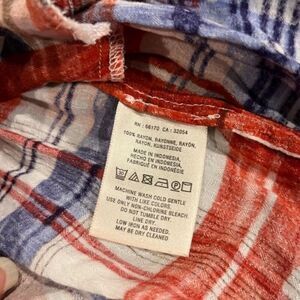 RN : 66170 CA : 32054
100% RAYON, RAYONNE, RAYÓN,
RAYON, KUNSTSEIDE
MADE IN INDONESIA,
HECHO EN INDONESIA,
FABRIQUÉ EN INDONÉSIE
MACHINE WASH COLD GENTLE
WITH LIKE COLORS.
USE ONLY NON-CHLORINE BLEACH.
DO NOT TUMBLE DRY.
LINE DRY
LOW IRON AS NEEDED.
MAY BE DRY CLEANED